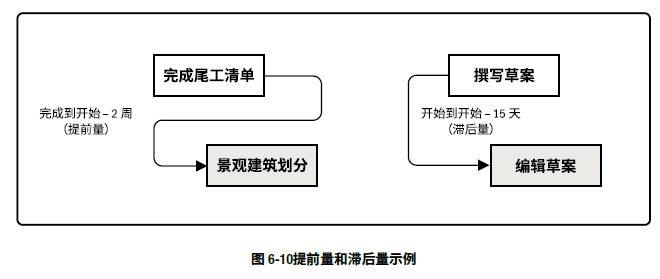 完成尾工清单
撰写草案
完成到开始 – 2 周
（提前量）
开始到开始 – 15 天
（滞后量）
景观建筑划分
编辑草案
图 6-10提前量和滞后量示例